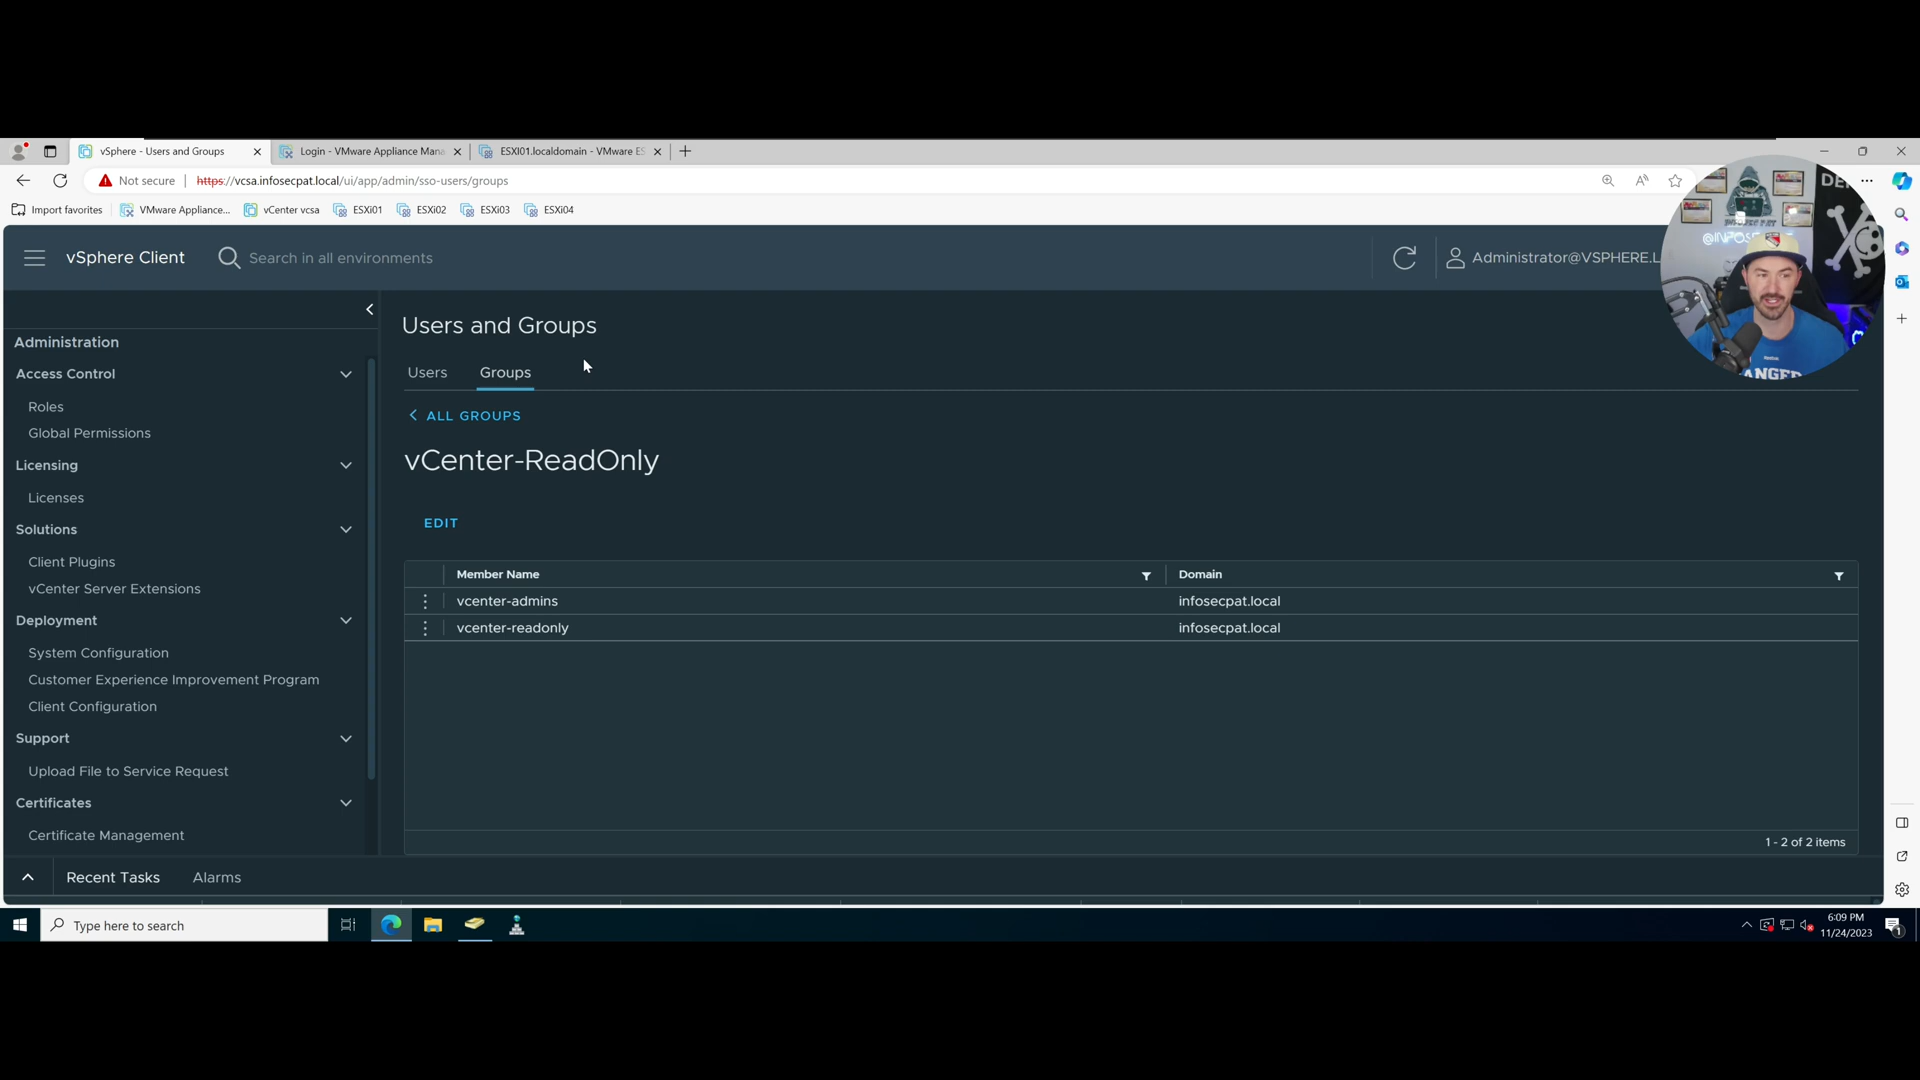 vSphere - Users and Groups
Login - VMware Appliance Mana
ESXI01.localdomain - VMware ES
Not secure
https://vcsa.infosecpat.local/ui/app/admin/sso-users/groups
Import favorites
VMware Appliance...
vCenter vcsa
ESXi01
ESXi02
ESXi03
ESXi04
vSphere Client
Search in all environments
Administrator@VSPHERE.L
Administration
Access Control
Roles
Global Permissions
Licensing
Licenses
Solutions
Client Plugins
vCenter Server Extensions
Deployment
System Configuration
Customer Experience Improvement Program
Client Configuration
Support
Upload File to Service Request
Certificates
Certificate Management
Users and Groups
Users
Groups
ALL GROUPS
vCenter-ReadOnly
EDIT
Member Name
Domain
vcenter-admins
infosecpat.local
vcenter-readonly
infosecpat.local
1 - 2 of 2 items
Recent Tasks
Alarms
Type here to search
6:09 PM
11/24/2023
1